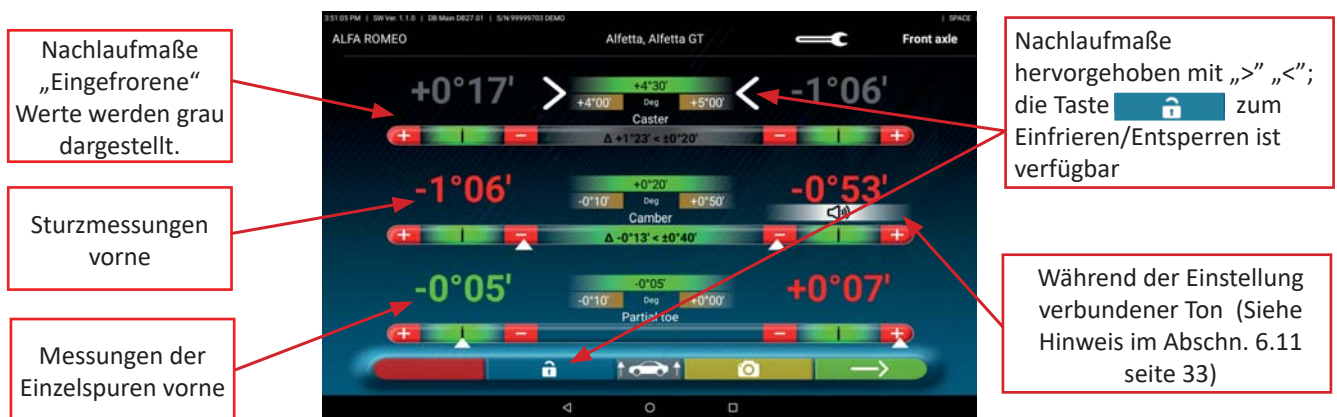 3:51:05 PM | SW Ver. 1.1.0 | DB Main DB27.01 | S/N 99999703 DEMO | SPACE
ALFA ROMEO Alfetta, Alfetta GT Front axle
Nachlaufmaße
„Eingefrorene“
Werte werden grau
dargestellt.
+0°17' > +4°30' < -1°06'
+4°00' Deg +5°00'
Caster
+ − Δ +1°23' < ±0°20' − +
Nachlaufmaße
hervorgehoben mit „>” „<”;
die Taste zum
Einfrieren/Entsperren ist
verfügbar
Sturzmessungen
vorne
-1°06' +0°20' -0°53'
-0°10' Deg +0°50'
Camber
+ − Δ -0°13' < ±0°40' − +
Während der Einstellung
verbundener Ton (Siehe
Hinweis im Abschn. 6.11
seite 33)
Messungen der
Einzelspuren vorne
-0°05' -0°05' +0°07'
-0°10' Deg +0°00'
Partial toe
+ − − +